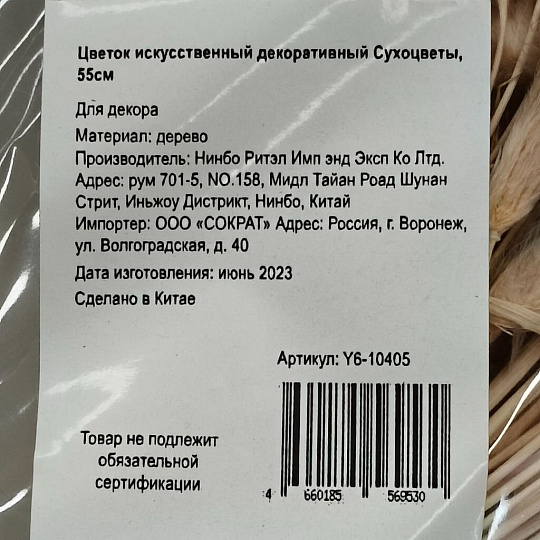 Цветок искусственный декоративный Сухоцветы,
55см
Для декора
Материал: дерево
Производитель: Нинбо Ритэл Имп энд Эксп Ко Лтд.
Адрес: рум 701-5, NO.158, Мидл Тайан Роад Шунан
Стрит, Иньжоу Дистрикт, Нинбо, Китай
Импортер: ООО «СОКРАТ» Адрес: Россия, г. Воронеж,
ул. Волгоградская, д. 40
Дата изготовления: июнь 2023
Сделано в Китае
Артикул: Y6-10405
Товар не подлежит
обязательной
сертификации
4 660185 569530